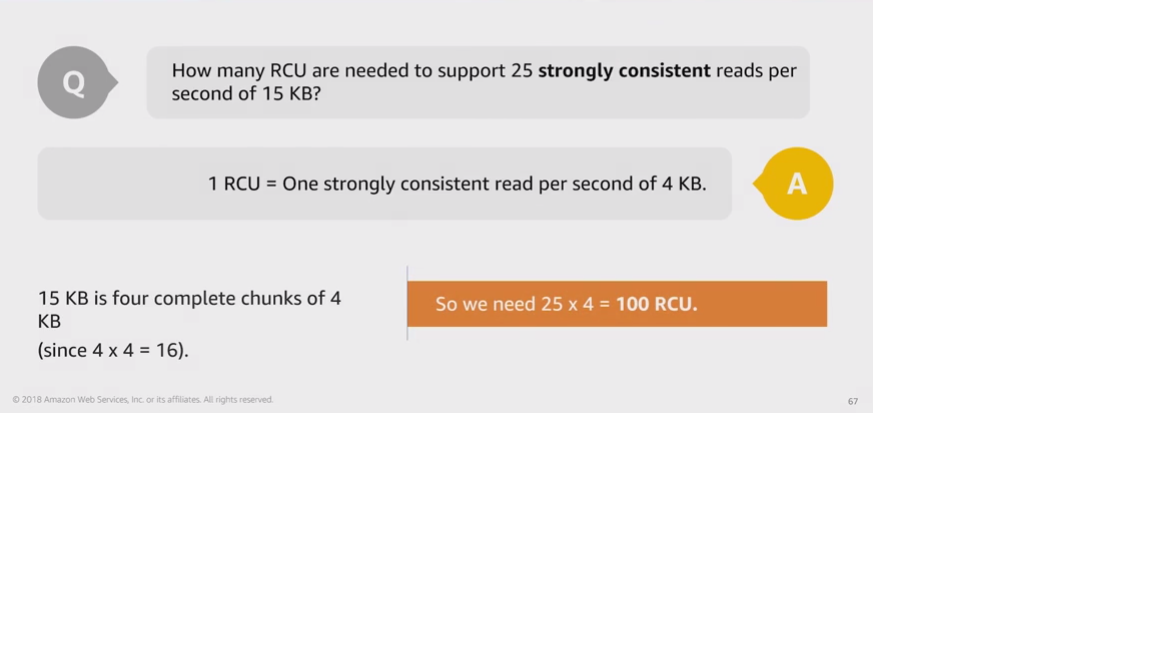 Q
How many RCU are needed to support 25 strongly consistent reads per
second of 15 KB?
1 RCU = One strongly consistent read per second of 4 KB.
A
15 KB is four complete chunks of 4
KB
(since 4 x 4 = 16).
So we need 25 x 4 = 100 RCU.
© 2018 Amazon Web Services, Inc. or its affiliates. All rights reserved.
67